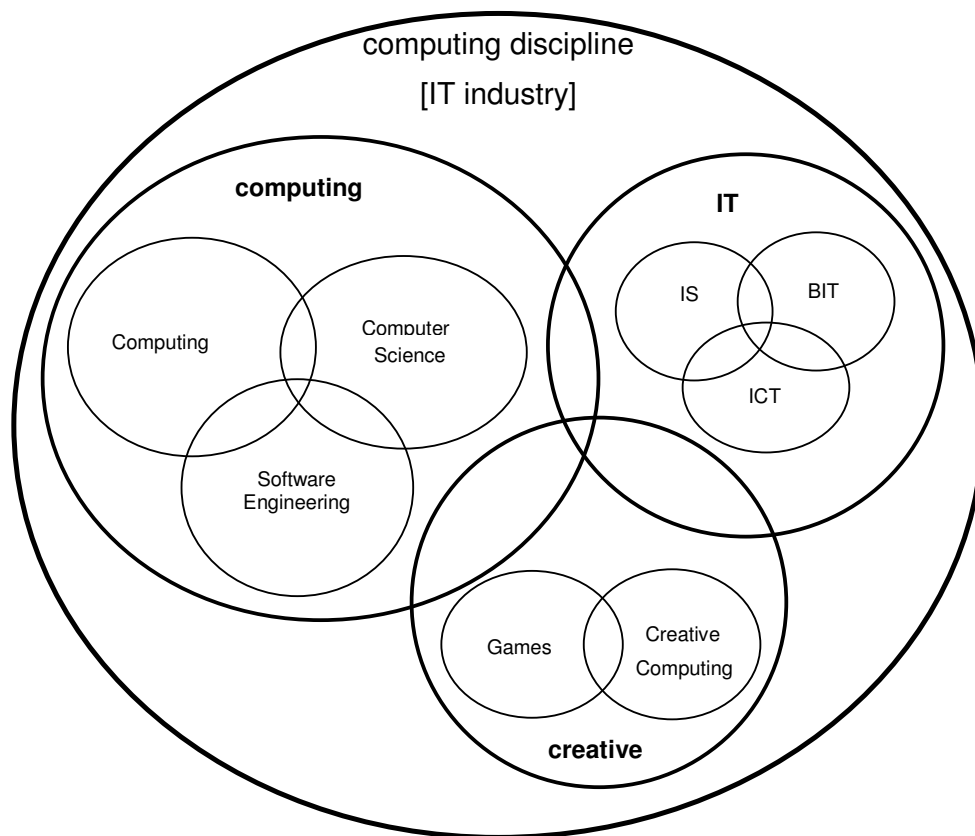 computing discipline
[IT industry]
computing
IT
IS
BIT
ICT
Computing
Computer
Science
Software
Engineering
Games
Creative
Computing
creative